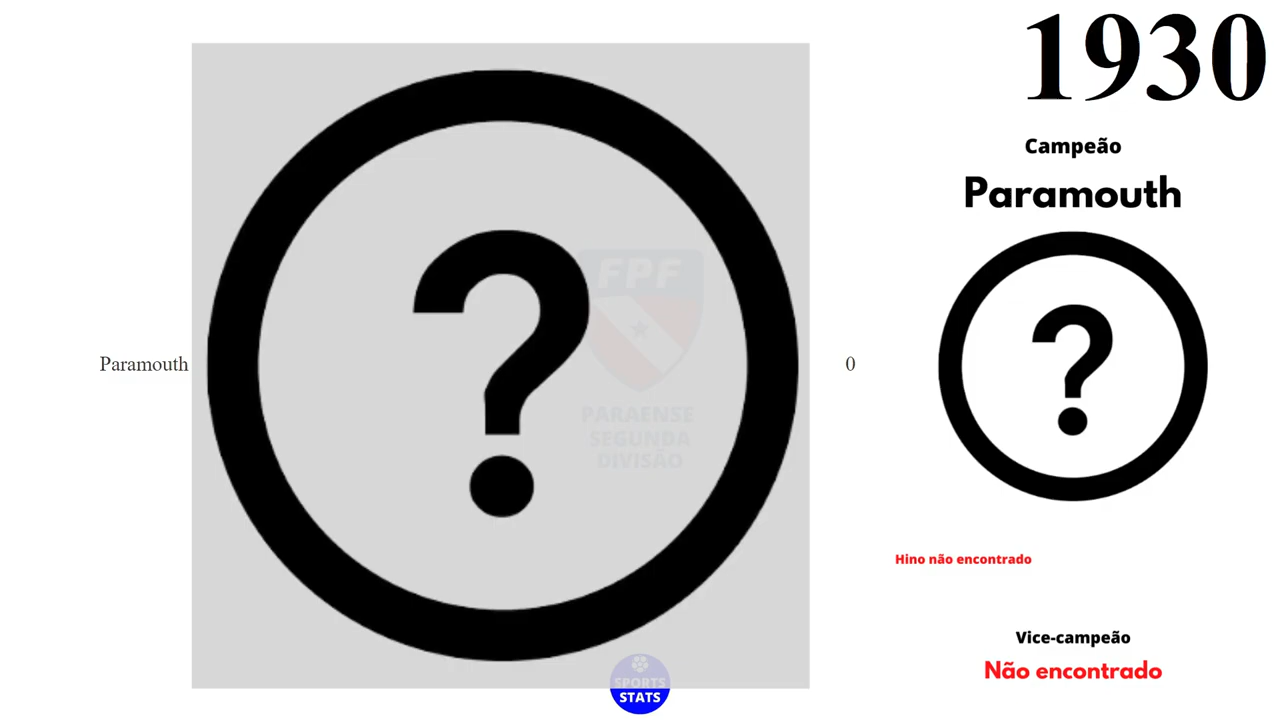 1930
Campeão
Paramouth
?
Paramouth
?
0
FPF
PARAENSE
SEGUNDA
DIVISÃO
Hino não encontrado
Vice-campeão
Não encontrado
SPORTS
STATS